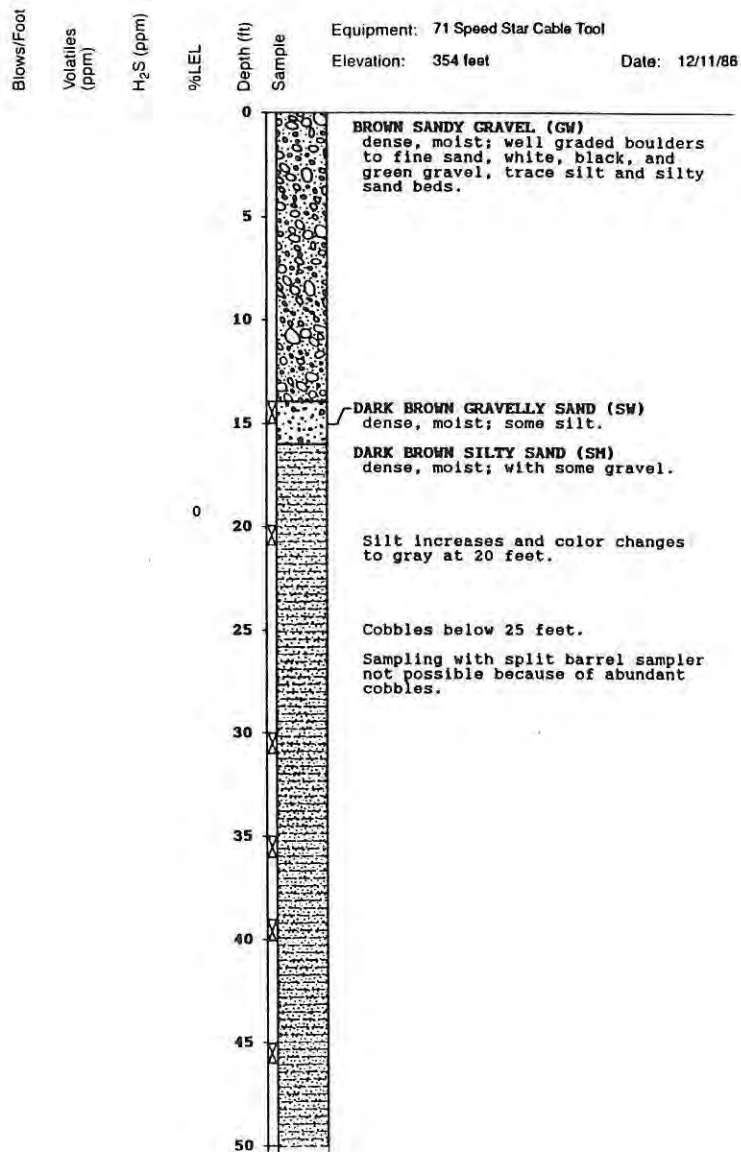 Blows/Foot
Volatiles
(ppm)
H₂S (ppm)
%LEL
Depth (ft)
Sample
Equipment: 71 Speed Star Cable Tool
Elevation: 354 feet Date: 12/11/86
0
BROWN SANDY GRAVEL (GW)
dense, moist; well graded boulders
to fine sand, white, black, and
green gravel, trace silt and silty
sand beds.
5
10
DARK BROWN GRAVELLY SAND (SW)
15 dense, moist; some silt.
DARK BROWN SILTY SAND (SM)
dense, moist; with some gravel.
0
20
Silt increases and color changes
to gray at 20 feet.
25 Cobbles below 25 feet.
Sampling with split barrel sampler
not possible because of abundant
cobbles.
30
35
40
45
50